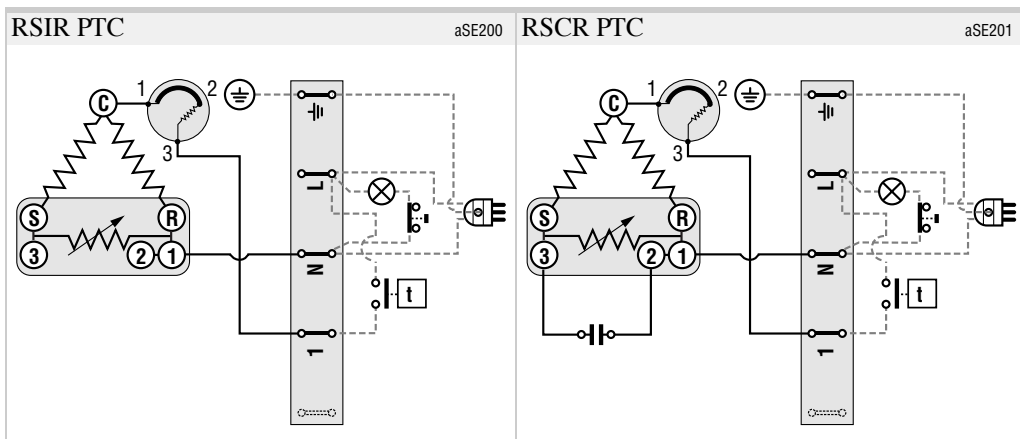 RSIR PTC aSE200
1 2
C
3
L
S R
3 2 1
N
t
1
RSCR PTC aSE201
1 2
C
3
L
S R
3 2 1
N
t
1